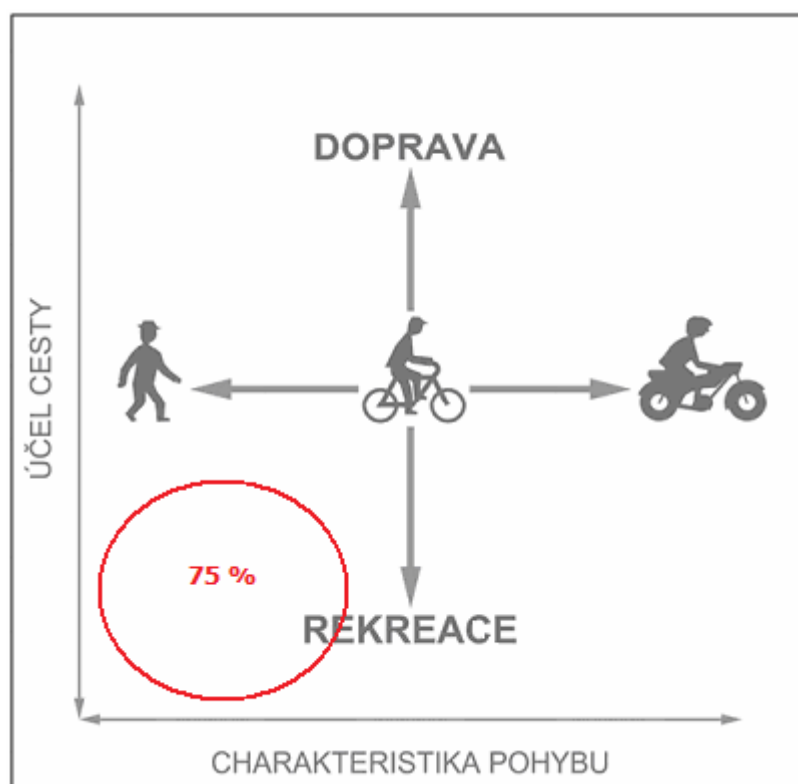 DOPRAVA
ÚČEL CESTY
75 %
REKREACE
CHARAKTERISTIKA POHYBU